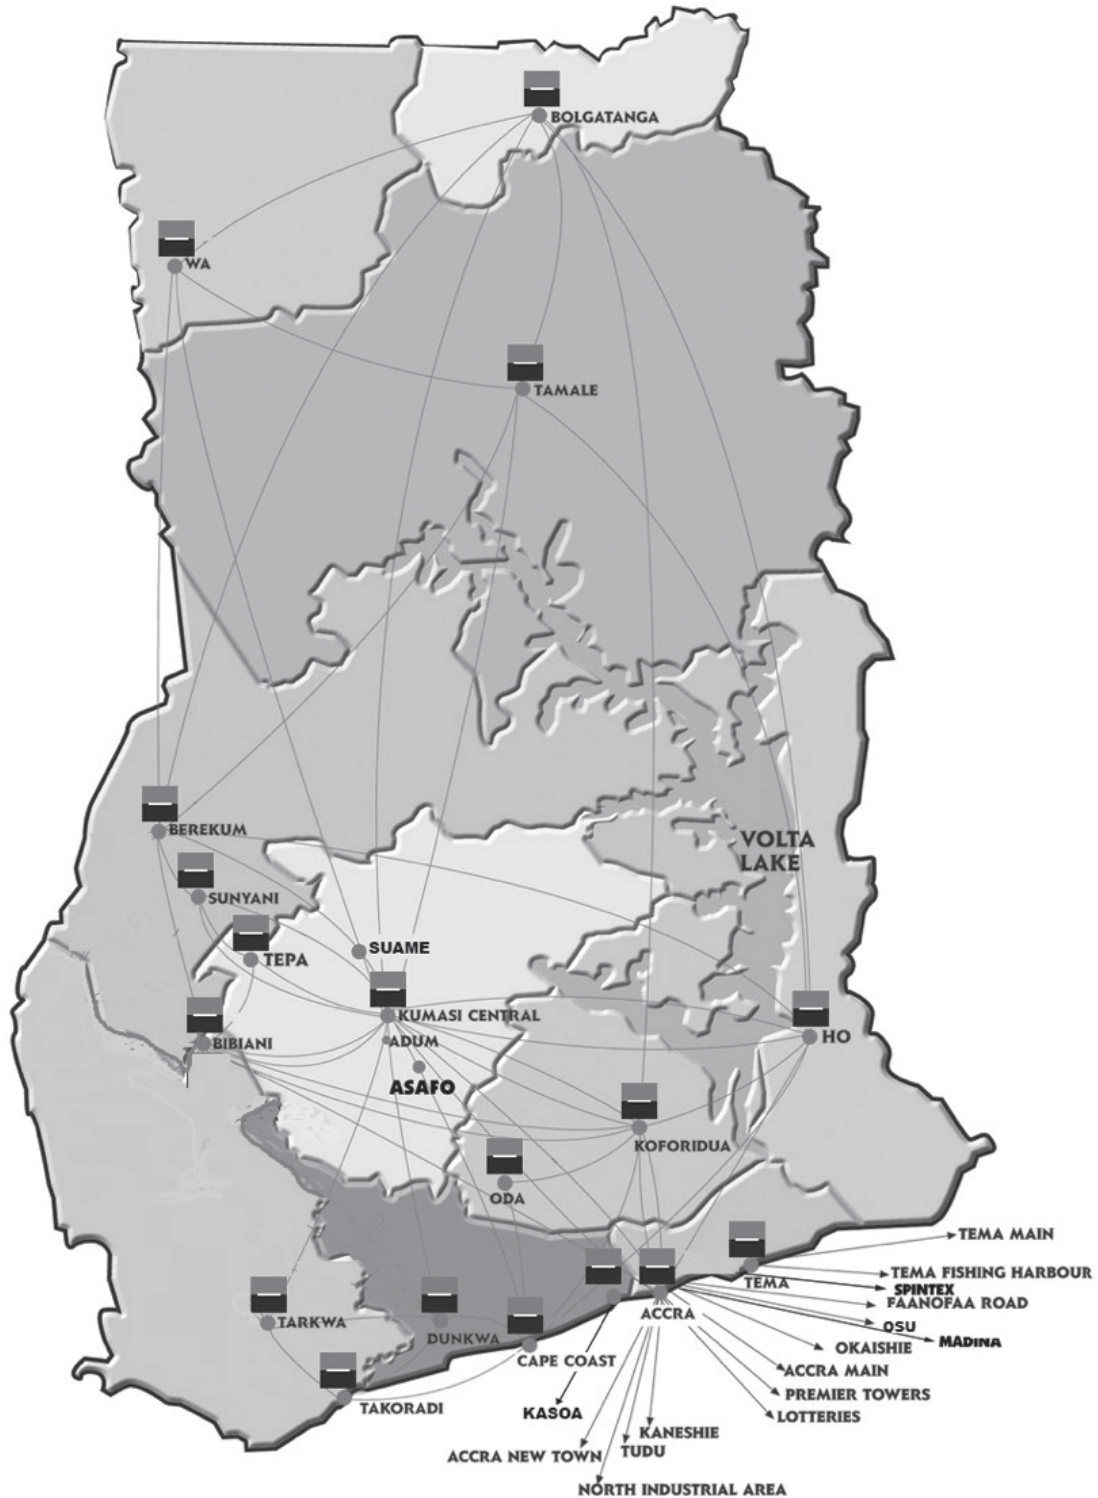 BOLGATANGA
WA
TAMALE
BEREKUM
VOLTA
LAKE
SUNYANI
SUAME
TEPA
KUMASI CENTRAL
HO
BIBIANI
ADUM
ASAFO
KOFORIDUA
ODA
TEMA MAIN
TEMA FISHING HARBOUR
TEMA
SPINTEX
FAANOFAA ROAD
ACCRA
TARKWA
OSU
DUNKWA
MADINA
OKAISHIE
CAPE COAST
ACCRA MAIN
PREMIER TOWERS
TAKORADI
KASOA
LOTTERIES
KANESHIE
TUDU
ACCRA NEW TOWN
NORTH INDUSTRIAL AREA